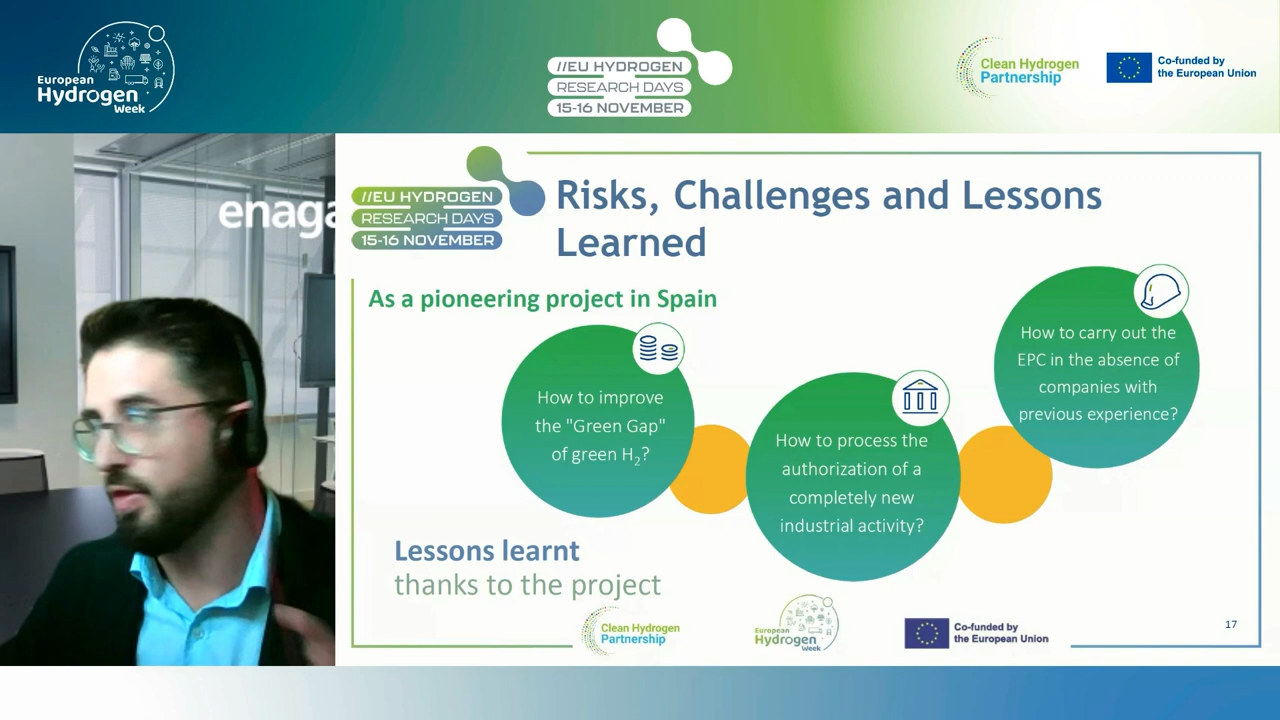 European
Hydrogen
Week
//EU HYDROGEN
RESEARCH DAYS
15-16 NOVEMBER
Clean Hydrogen
Partnership
Co-funded by
the European Union
enaga
//EU HYDROGEN
RESEARCH DAYS
15-16 NOVEMBER
Risks, Challenges and Lessons
Learned
As a pioneering project in Spain
How to improve
the "Green Gap"
of green H₂?
How to process the
authorization of a
completely new
industrial activity?
How to carry out the
EPC in the absence of
companies with
previous experience?
Lessons learnt
thanks to the project
Clean Hydrogen
Partnership
European
Hydrogen
Week
Co-funded by
the European Union
17